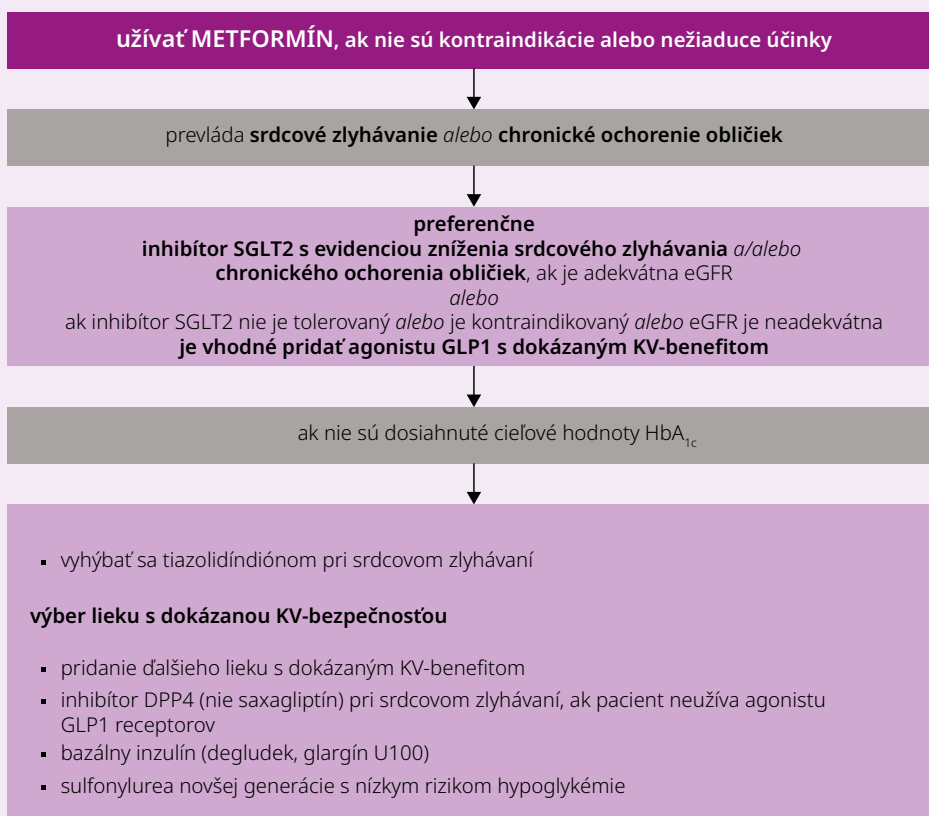 užívať METFORMÍN, ak nie sú kontraindikácie alebo nežiaduce účinky
prevláda srdcové zlyhávanie alebo chronické ochorenie obličiek
preferenčne
inhibítor SGLT2 s evidenciou zníženia srdcového zlyhávania a/alebo
chronického ochorenia obličiek, ak je adekvátna eGFR
alebo
ak inhibítor SGLT2 nie je tolerovaný alebo je kontraindikovaný alebo eGFR je neadekvátna
je vhodné pridať agonistu GLP1 s dokázaným KV-benefitom
ak nie sú dosiahnuté cieľové hodnoty HbA1c
▪ vyhýbať sa tiazolidíndiónom pri srdcovom zlyhávaní
výber lieku s dokázanou KV-bezpečnosťou
▪ pridanie ďalšieho lieku s dokázaným KV-benefitom
▪ inhibítor DPP4 (nie saxagliptín) pri srdcovom zlyhávaní, ak pacient neužíva agonistu
GLP1 receptorov
▪ bazálny inzulín (degludek, glargín U100)
▪ sulfonylurea novšej generácie s nízkym rizikom hypoglykémie